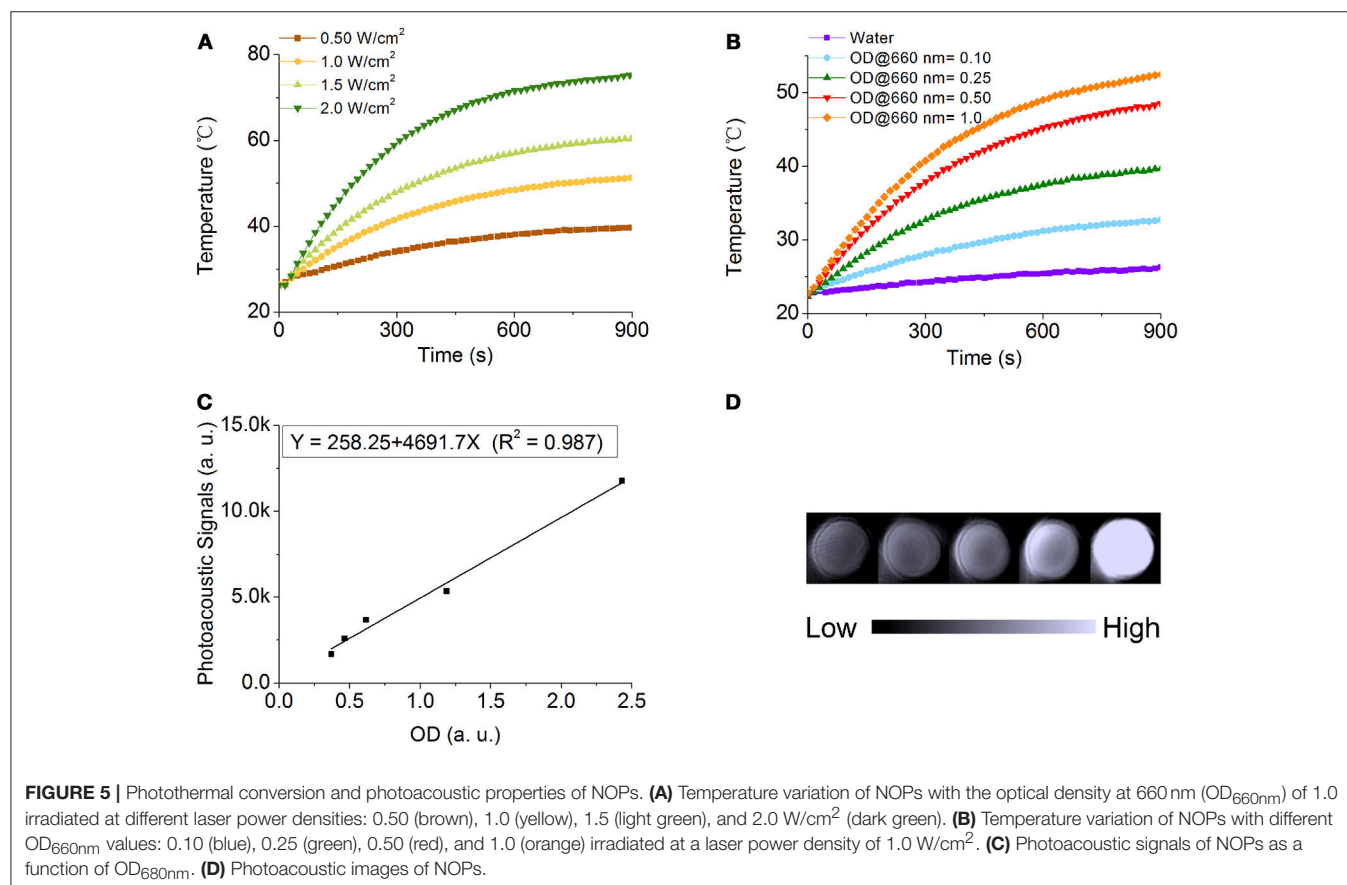 A
0.50 W/cm²
1.0 W/cm²
1.5 W/cm²
2.0 W/cm²
80
60
40
20
Temperature (℃)
0
300
600
900
Time (s)
B
Water
OD@660 nm= 0.10
OD@660 nm= 0.25
OD@660 nm= 0.50
OD@660 nm= 1.0
50
40
30
20
Temperature (℃)
0
300
600
900
Time (s)
C
15.0k
10.0k
5.0k
0.0
Photoacoustic Signals (a. u.)
Y = 258.25+4691.7X (R² = 0.987)
0.0
0.5
1.0
1.5
2.0
2.5
OD (a. u.)
D
Low
High
FIGURE 5 | Photothermal conversion and photoacoustic properties of NOPs. (A) Temperature variation of NOPs with the optical density at 660 nm (OD660nm) of 1.0
irradiated at different laser power densities: 0.50 (brown), 1.0 (yellow), 1.5 (light green), and 2.0 W/cm² (dark green). (B) Temperature variation of NOPs with different
OD660nm values: 0.10 (blue), 0.25 (green), 0.50 (red), and 1.0 (orange) irradiated at a laser power density of 1.0 W/cm². (C) Photoacoustic signals of NOPs as a
function of OD680nm. (D) Photoacoustic images of NOPs.